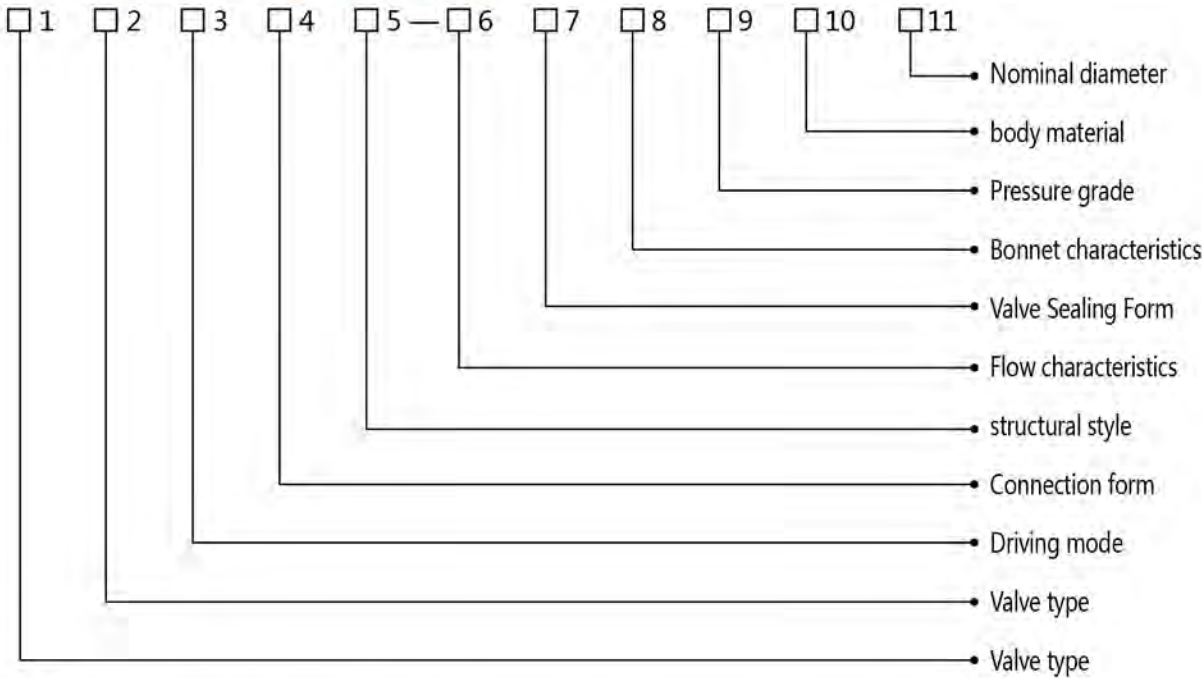 □1 □2 □3 □4 □5—□6 □7 □8 □9 □10 □11
Nominal diameter
body material
Pressure grade
Bonnet characteristics
Valve Sealing Form
Flow characteristics
structural style
Connection form
Driving mode
Valve type
Valve type